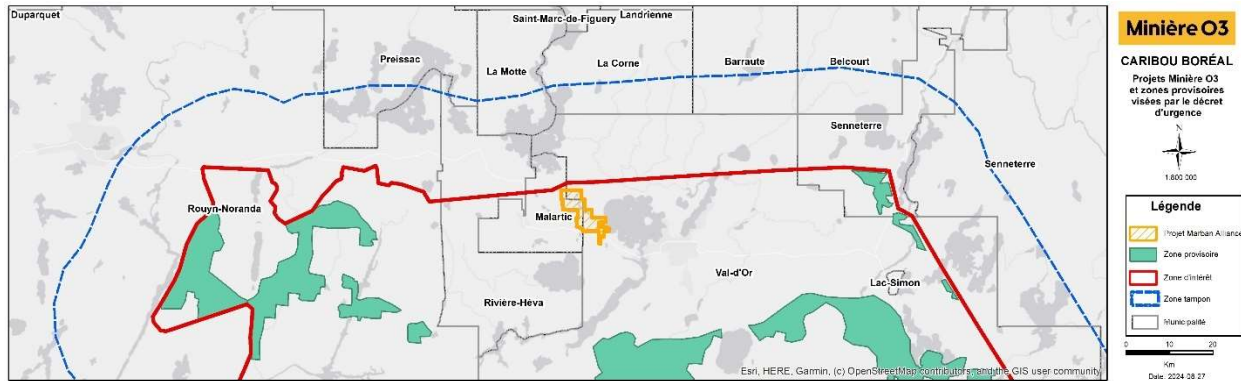 Duparquet
Saint-Marc-de-Figuery
Landrienne
Preissac
La Motte
La Corne
Barraute
Belcourt
Senneterre
Senneterre
Rouyn-Noranda
Malartic
Val-d'Or
Lac-Simon
Rivière-Héva
Esri, HERE, Garmin, (c) OpenStreetMap contributors, and the GIS user community
Minière O3
CARIBOU BORÉAL
Projets Minière O3
et zones provisoires
visées par le décret
d'urgence
N
1:600 000
Légende
Projet Marban Alliance
Zone provisoire
Zone d'intérêt
Zone tampon
Municipalité
0 10 20
Km
Date: 2024-08-27